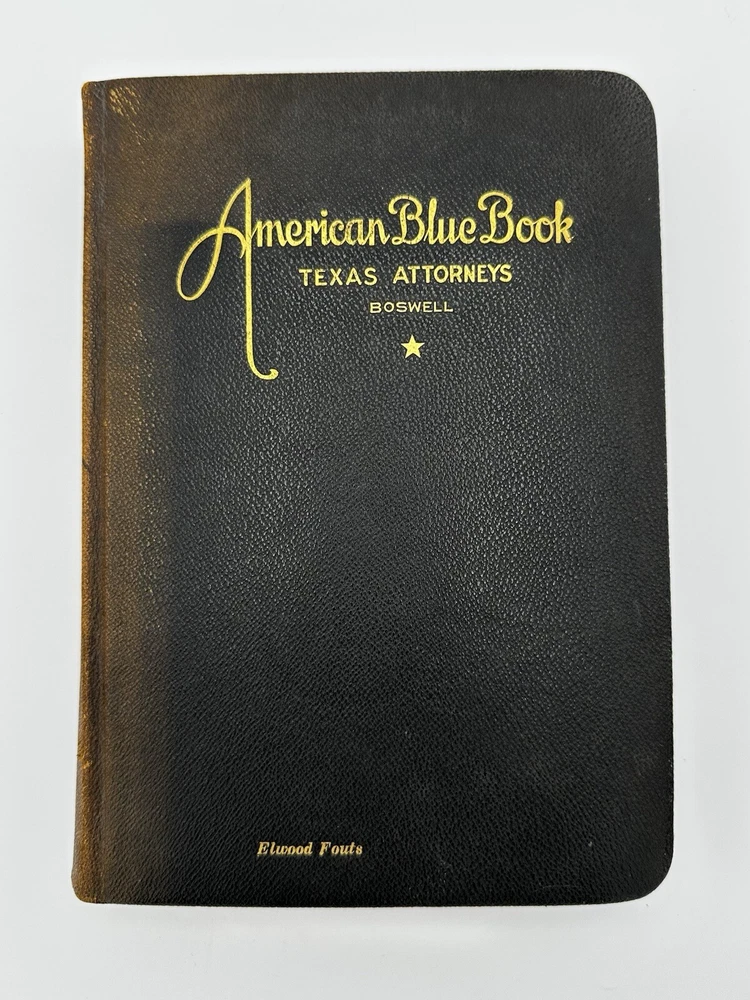 American Blue Book
TEXAS ATTORNEYS
BOSWELL
Elwood Fouts